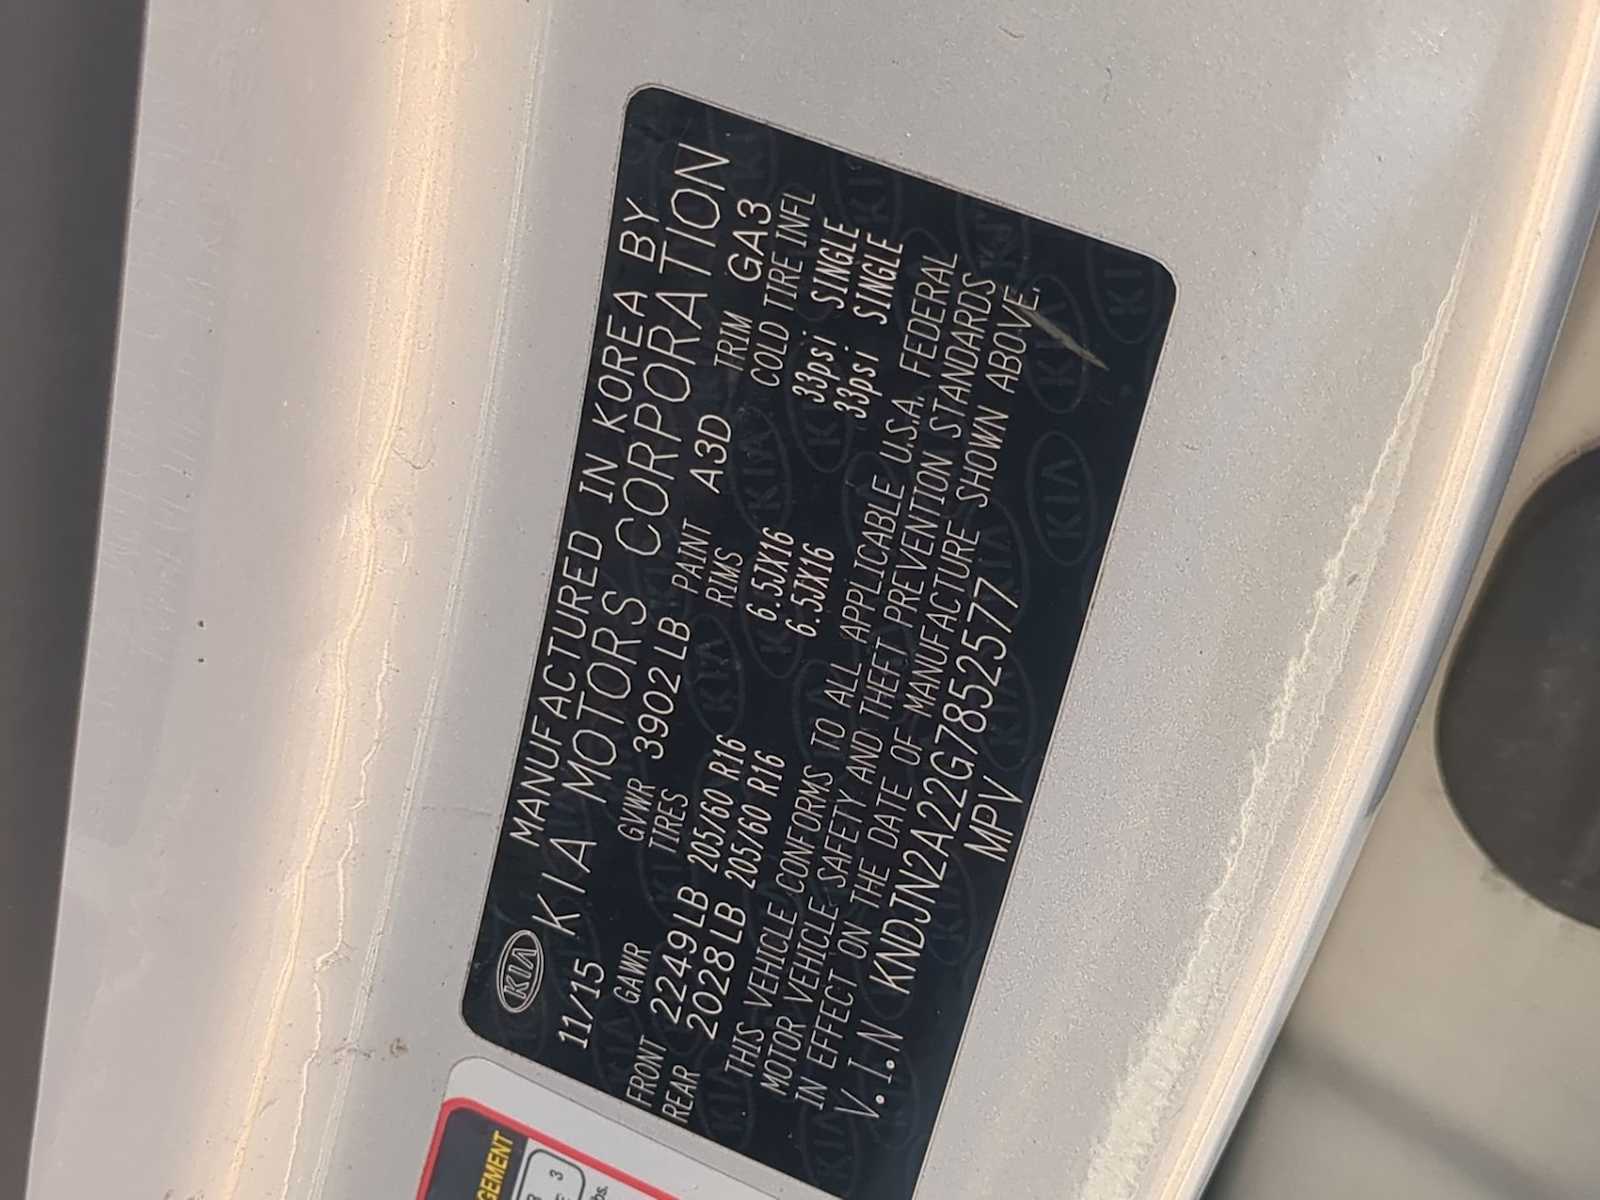 KIA MANUFACTURED IN KOREA BY
11/15 KIA MOTORS CORPORATION
GAWR GVWR 3902LB PAINT A3D TRIM GA3
TIRES RIMS COLD TIRE INFL
FRONT 2249LB 205/60 R16 6.5JX16 33psi. SINGLE
REAR 2028LB 205/60 R16 6.5JX16 33psi. SINGLE
THIS VEHICLE CONFORMS TO ALL APPLICABLE U.S.A. FEDERAL
MOTOR VEHICLE SAFETY AND THEFT PREVENTION STANDARDS
IN EFFECT ON THE DATE OF MANUFACTURE SHOWN ABOVE.
V.I.N KNDJN2A22G7852577
MPV